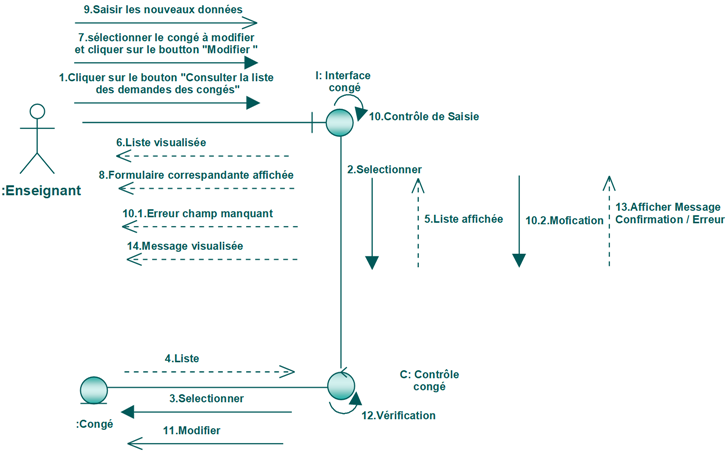 9.Saisir les nouveaux données
7.sélectionner le congé à modifier
et cliquer sur le boutton "Modifier "
1.Cliquer sur le bouton "Consulter la liste
des demandes des congés"
I: Interface
congé
10.Contrôle de Saisie
:Enseignant
6.Liste visualisée
8.Formulaire correspandante affichée
10.1.Erreur champ manquant
14.Message visualisée
2.Selectionner
5.Liste affichée
10.2.Mofication
13.Afficher Message
Confirmation / Erreur
4.Liste
C: Contrôle
congé
3.Selectionner
12.Vérification
:Congé
11.Modifier